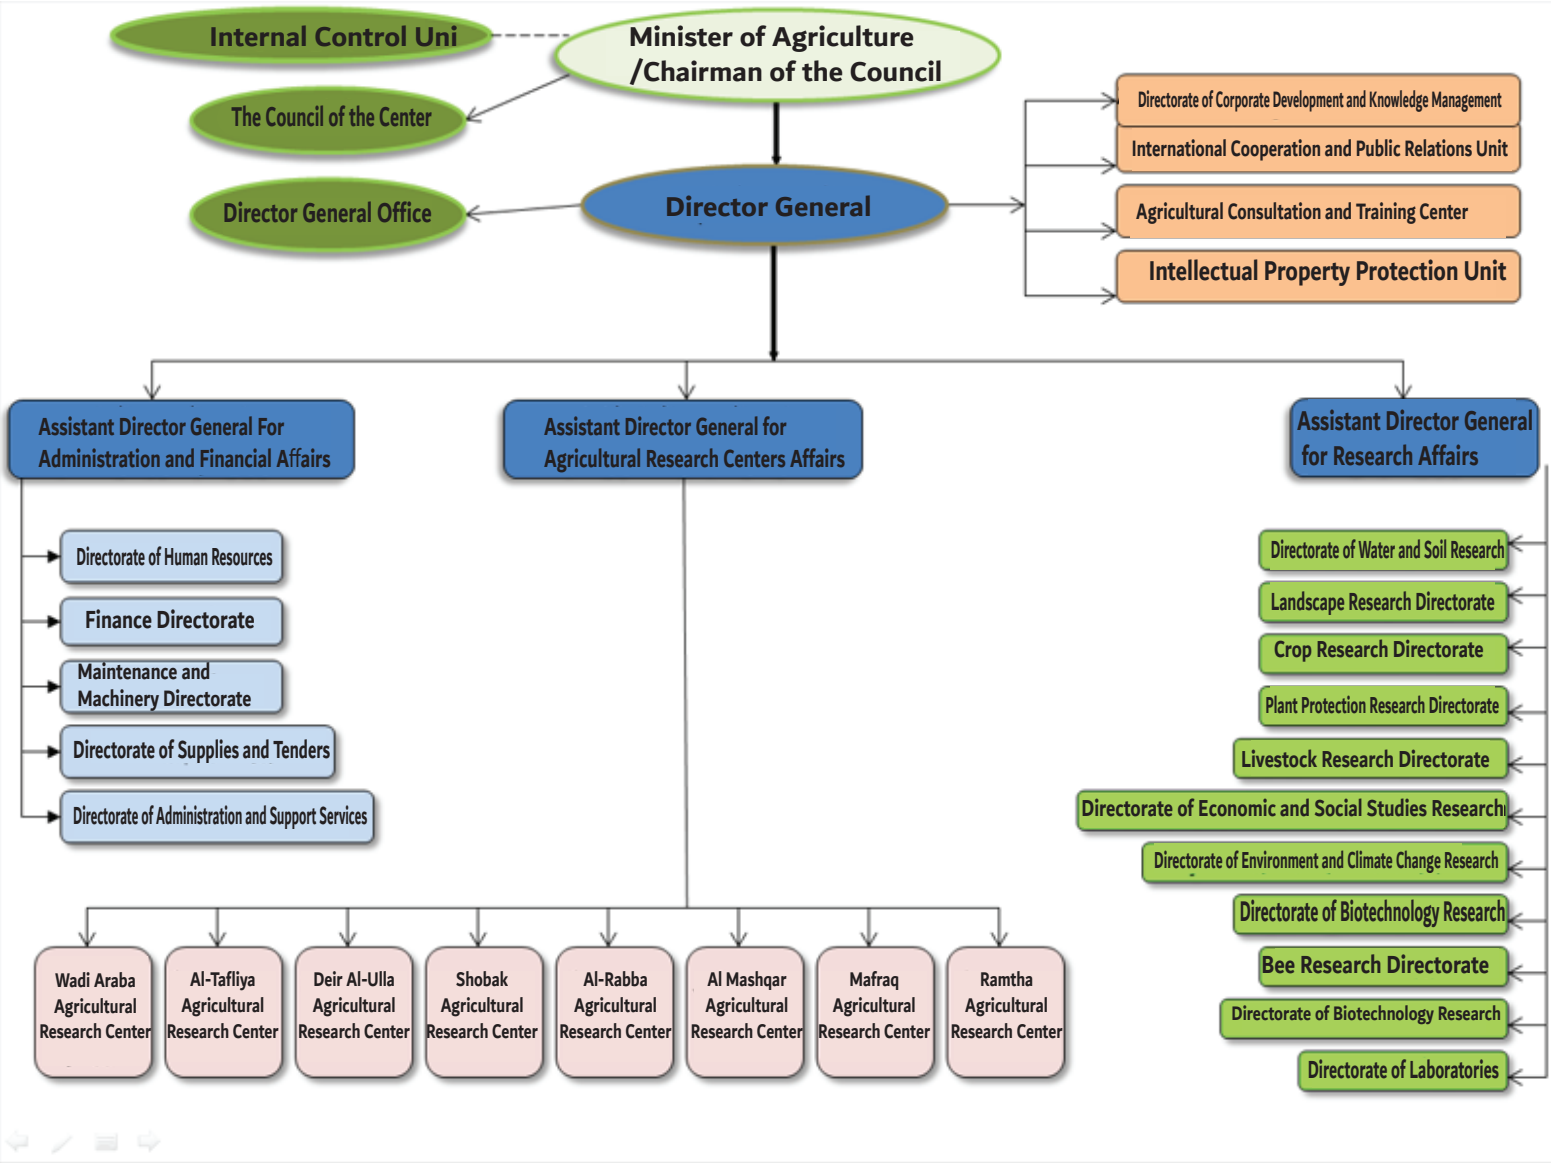 Internal Control Uni
Minister of Agriculture
/Chairman of the Council
The Council of the Center
Director General Office
Director General
Directorate of Corporate Development and Knowledge Management
International Cooperation and Public Relations Unit
Agricultural Consultation and Training Center
Intellectual Property Protection Unit
Assistant Director General For
Administration and Financial Affairs
Assistant Director General for
Agricultural Research Centers Affairs
Assistant Director General
for Research Affairs
Directorate of Human Resources
Finance Directorate
Maintenance and
Machinery Directorate
Directorate of Supplies and Tenders
Directorate of Administration and Support Services
Directorate of Water and Soil Research
Landscape Research Directorate
Crop Research Directorate
Plant Protection Research Directorate
Livestock Research Directorate
Directorate of Economic and Social Studies Research
Directorate of Environment and Climate Change Research
Directorate of Biotechnology Research
Bee Research Directorate
Directorate of Biotechnology Research
Directorate of Laboratories
Wadi Araba
Agricultural
Research Center
Al-Tafliya
Agricultural
Research Center
Deir Al-Ulla
Agricultural
Research Center
Shobak
Agricultural
Research Center
Al-Rabba
Agricultural
Research Center
Al Mashqar
Agricultural
Research Center
Mafraq
Agricultural
Research Center
Ramtha
Agricultural
Research Center